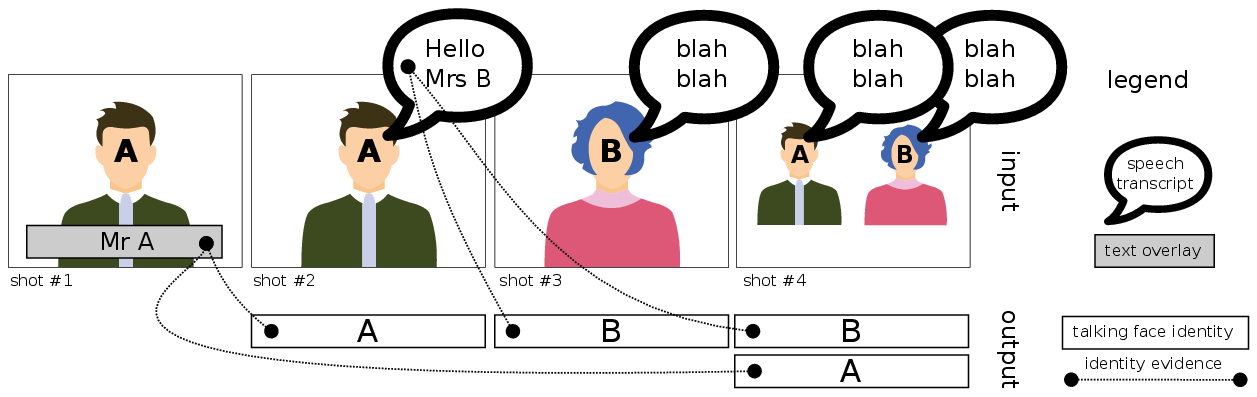 Hello
Mrs B
blah
blah
blah
blah
blah
blah
legend
A
A
B
A
B
input
speech
transcript
Mr A
text overlay
shot #1
shot #2
shot #3
shot #4
output
A
B
B
talking face identity
identity evidence
A